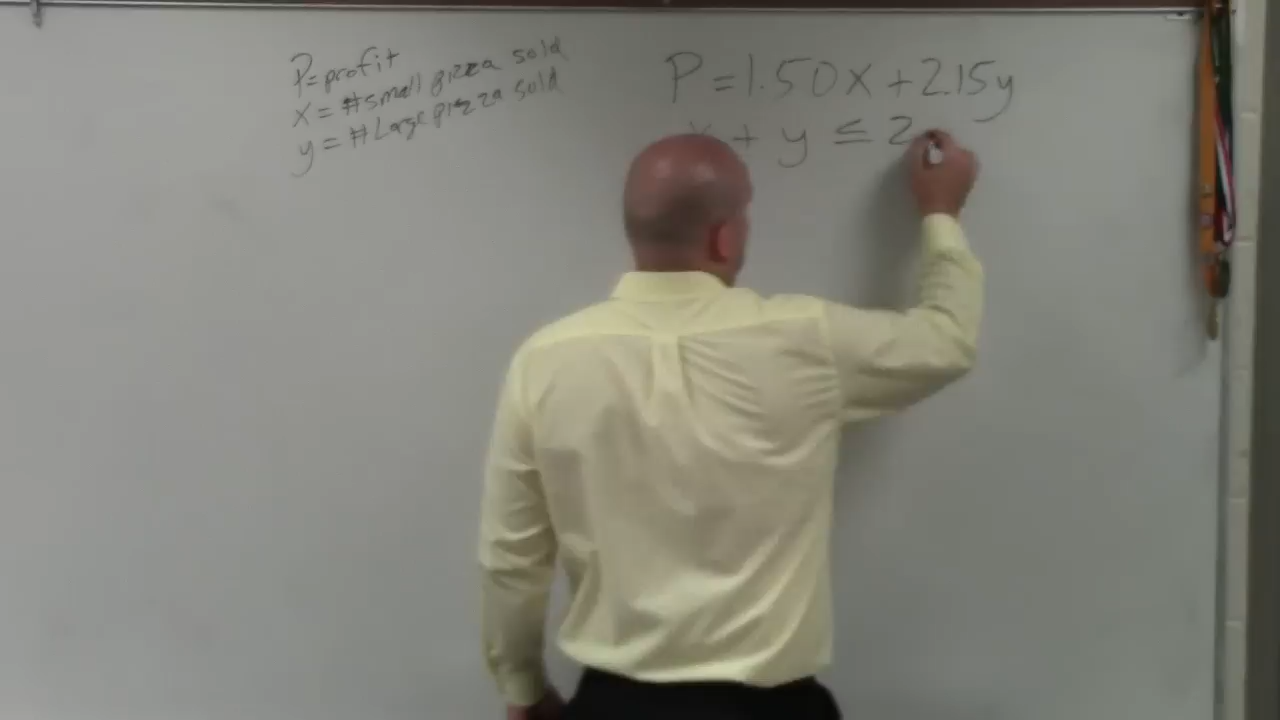 P=profit
x = #small pizza sold
y = #Large pizza sold
P=1.50x+2.15y
x + y ≤ 2